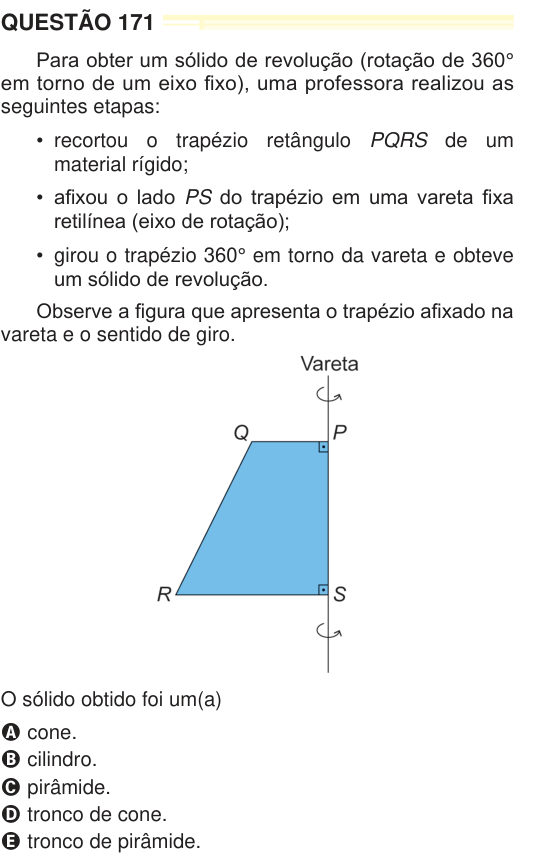 QUESTÃO 171
Para obter um sólido de revolução (rotação de 360°
em torno de um eixo fixo), uma professora realizou as
seguintes etapas:
• recortou o trapézio retângulo PQRS de um
material rígido;
• afixou o lado PS do trapézio em uma vareta fixa
retilínea (eixo de rotação);
• girou o trapézio 360° em torno da vareta e obteve
um sólido de revolução.
Observe a figura que apresenta o trapézio afixado na
vareta e o sentido de giro.
Vareta
Q P
R S
O sólido obtido foi um(a)
A cone.
B cilindro.
C pirâmide.
D tronco de cone.
E tronco de pirâmide.